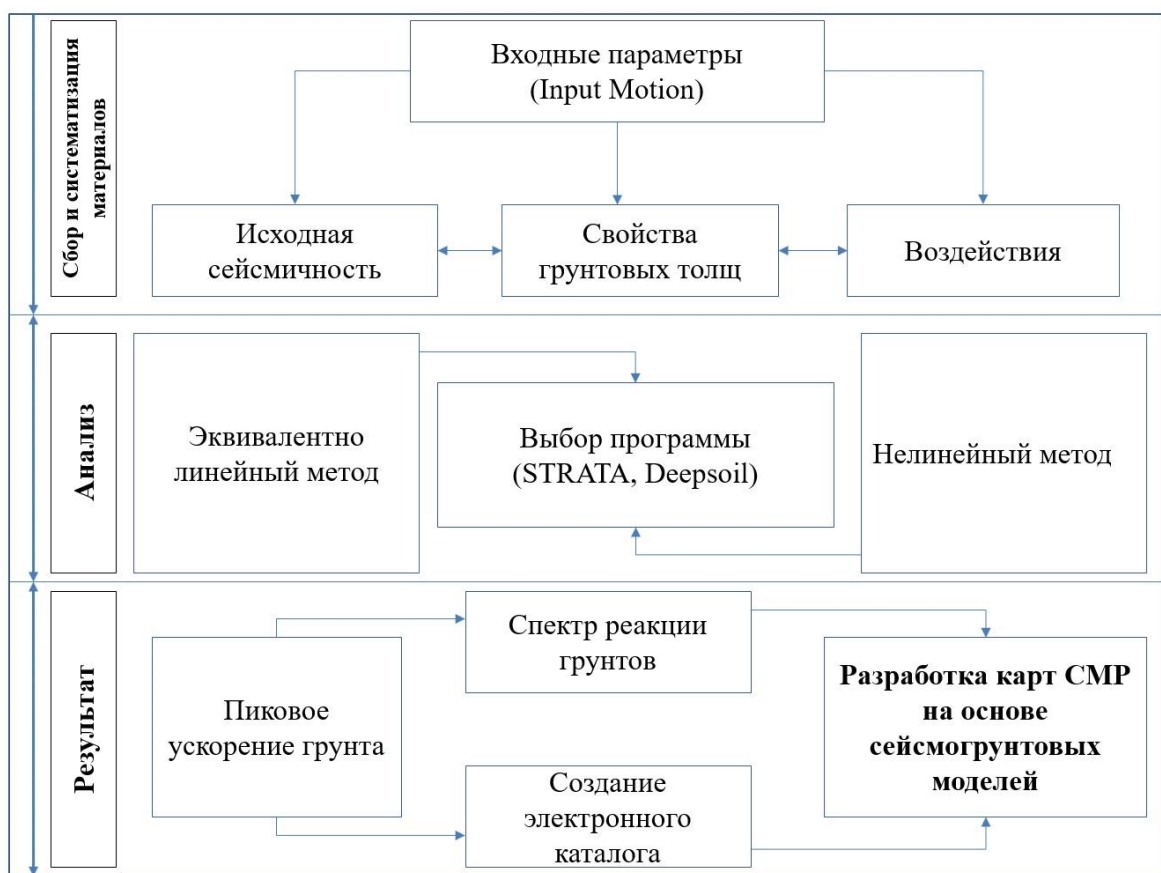 Сбор и систематизация
материалов
Входные параметры
(Input Motion)
Исходная
сейсмичность
Свойства
грунтовых толщ
Воздействия
Анализ
Эквивалентно
линейный метод
Выбор программы
(STRATA, Deepsoil)
Нелинейный метод
Результат
Пиковое
ускорение грунта
Спектр реакции
грунтов
Создание
электронного
каталога
Разработка карт СМР
на основе
сейсмогрунтовых
моделей